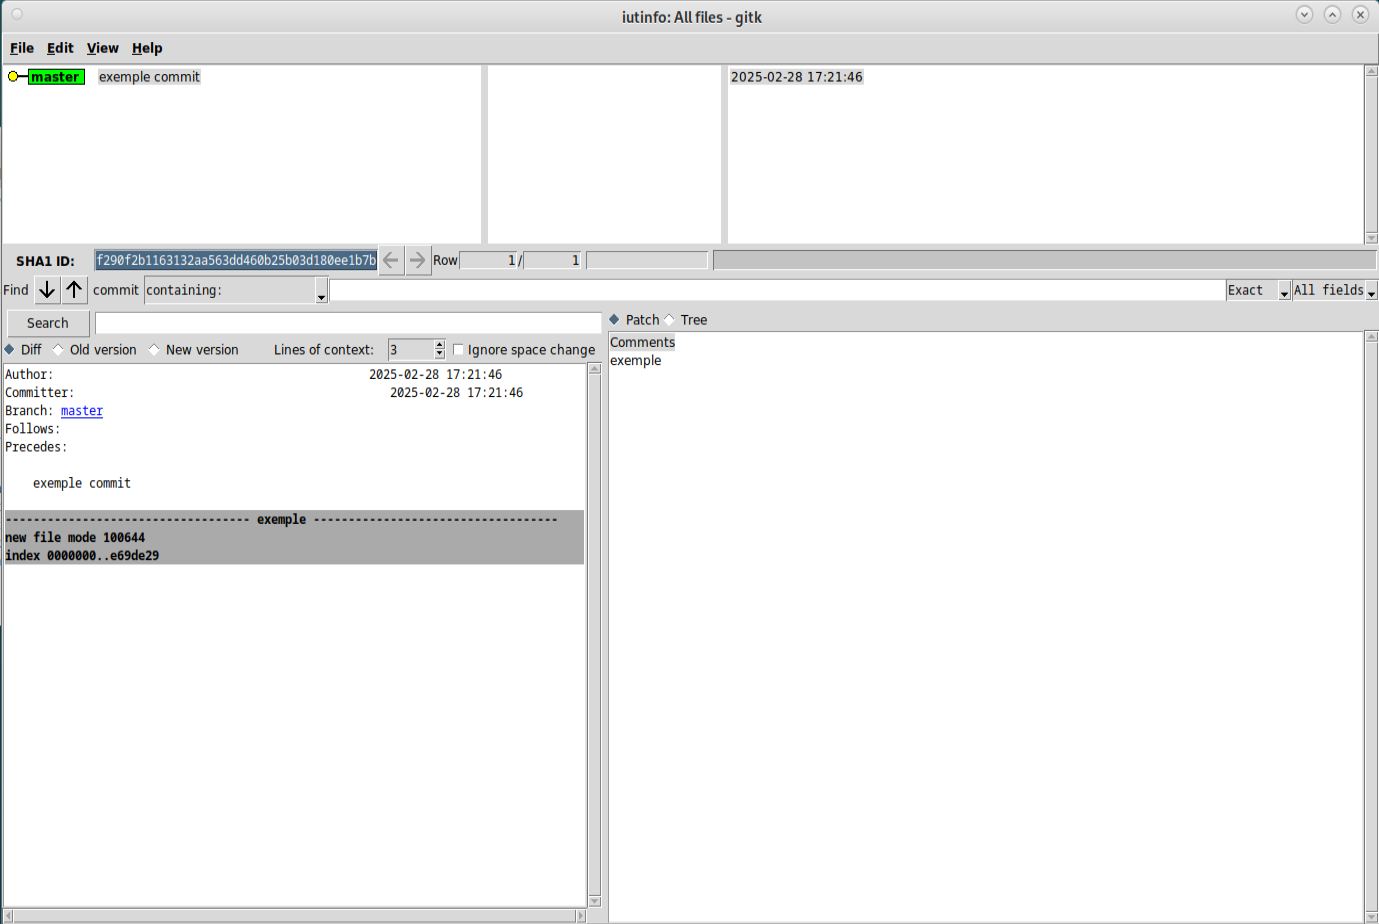 iutinfo: All files - gitk
File Edit View Help
master exemple commit 2025-02-28 17:21:46
SHA1 ID: f290f2b1163132aa563dd460b25b03d180ee1b7b Row 1 / 1
Find commit containing: Exact All fields
Search
Patch Tree
Diff Old version New version Lines of context: 3 Ignore space change
Comments
exemple
Author: 2025-02-28 17:21:46
Committer: 2025-02-28 17:21:46
Branch: master
Follows:
Precedes:
exemple commit
----------------------------------- exemple -----------------------------------
new file mode 100644
index 0000000..e69de29